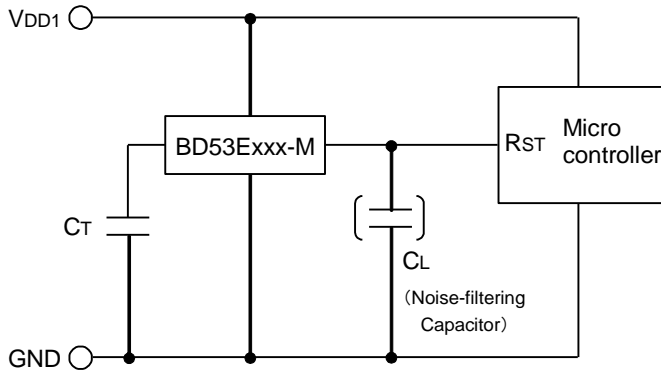 VDD1
BD53Exxx-M
RST
Micro
controller
CT
CL
(Noise-filtering
Capacitor)
GND